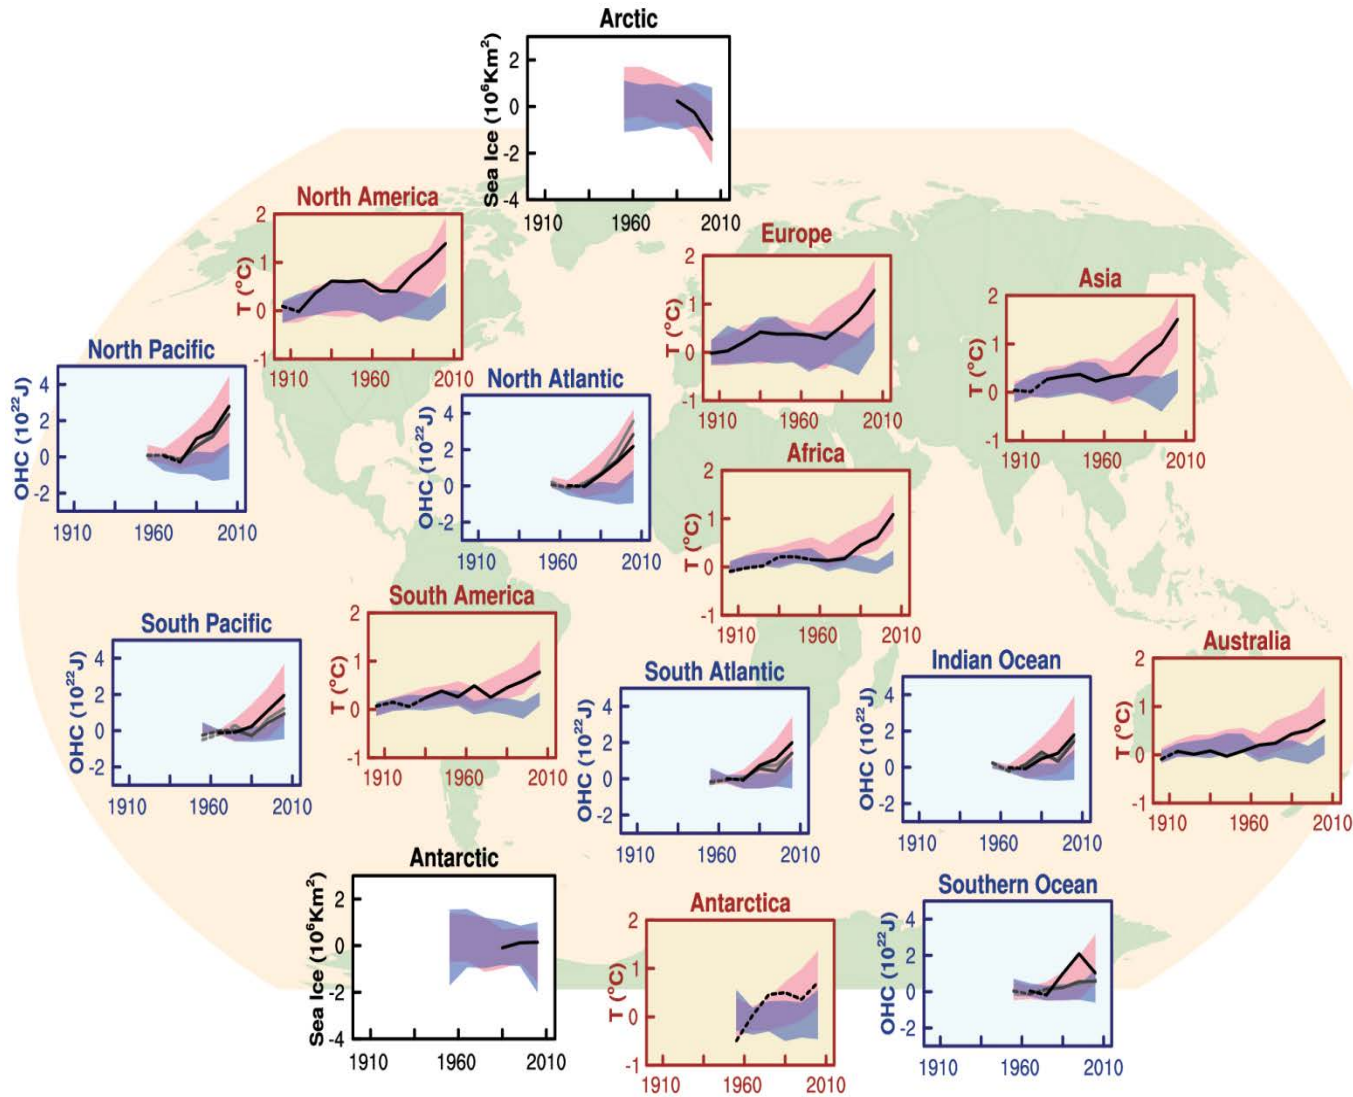 Arctic
Sea Ice (10⁶Km²)
2
0
-2
-4
1910 1960 2010
North America
T (°C)
2
1
0
-1
1910 1960 2010
Europe
T (°C)
2
1
0
-1
1910 1960 2010
Asia
T (°C)
2
1
0
-1
1910 1960 2010
North Pacific
OHC (10²²J)
4
2
0
-2
1910 1960 2010
North Atlantic
OHC (10²²J)
4
2
0
-2
1910 1960 2010
Africa
T (°C)
2
1
0
-1
1910 1960 2010
South Pacific
OHC (10²²J)
4
2
0
-2
1910 1960 2010
South America
T (°C)
2
1
0
-1
1910 1960 2010
South Atlantic
OHC (10²²J)
4
2
0
-2
1910 1960 2010
Indian Ocean
OHC (10²²J)
4
2
0
-2
1910 1960 2010
Australia
T (°C)
2
1
0
-1
1910 1960 2010
Antarctic
Sea Ice (10⁶Km²)
2
0
-2
-4
1910 1960 2010
Antarctica
T (°C)
2
1
0
-1
1910 1960 2010
Southern Ocean
OHC (10²²J)
4
2
0
-2
1910 1960 2010